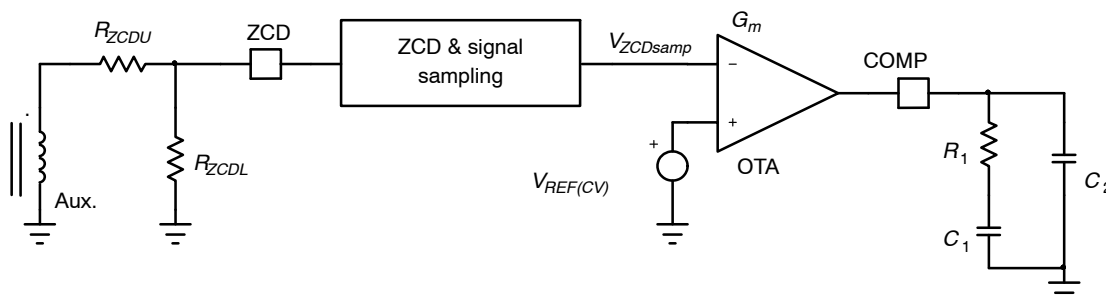 R_ZCDU
ZCD
ZCD & signal
sampling
V_ZCDsamp
G_m
COMP
−
+
+
R_ZCDL
Aux.
V_REF(CV)
OTA
R_1
C_1
C_2